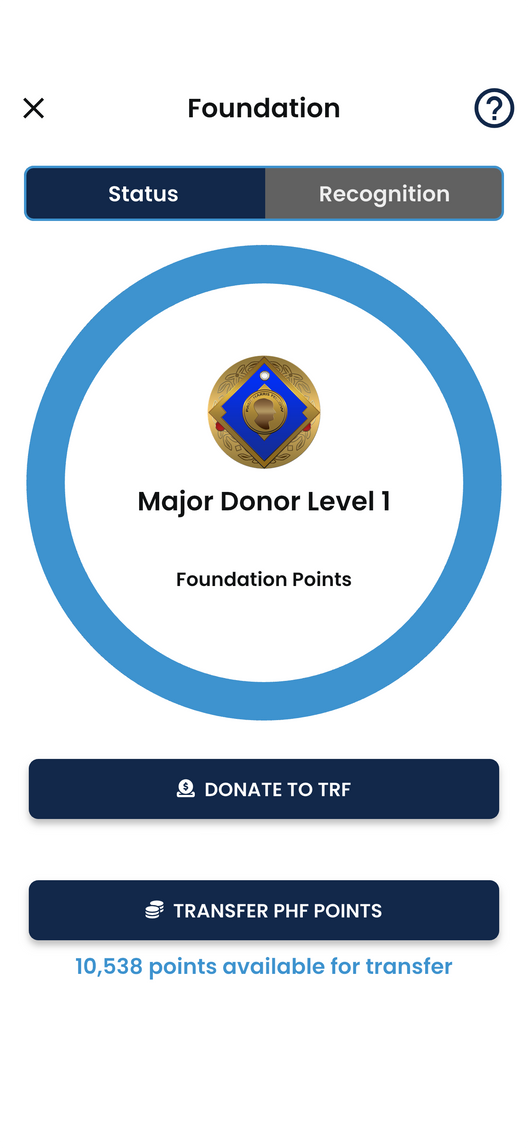 Foundation
Status
Recognition
Major Donor Level 1
Foundation Points
DONATE TO TRF
TRANSFER PHF POINTS
10,538 points available for transfer